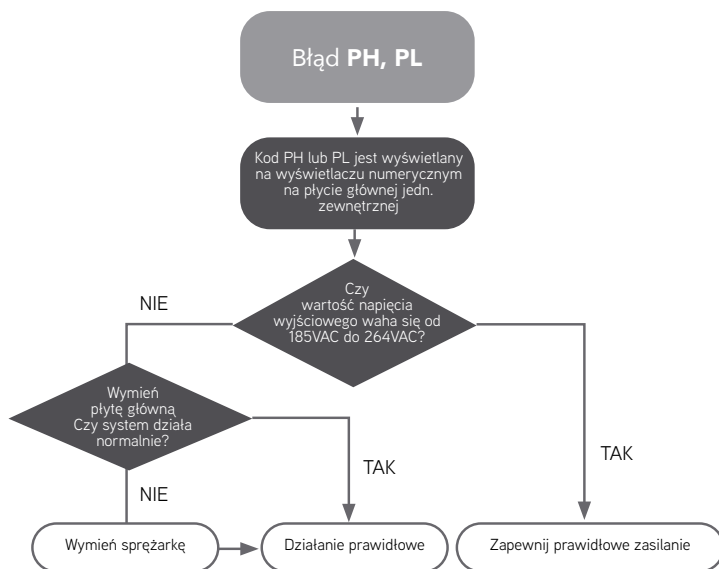 Błąd PH, PL
Kod PH lub PL jest wyświetlany
na wyświetlaczu numerycznym
na płycie głównej jedn.
zewnętrznej
Czy
wartość napięcia
wyjściowego waha się od
185VAC do 264VAC?
NIE
Wymień
płytę główną
Czy system działa
normalnie?
TAK
TAK
NIE
Wymień sprężarkę
Działanie prawidłowe
Zapewnij prawidłowe zasilanie